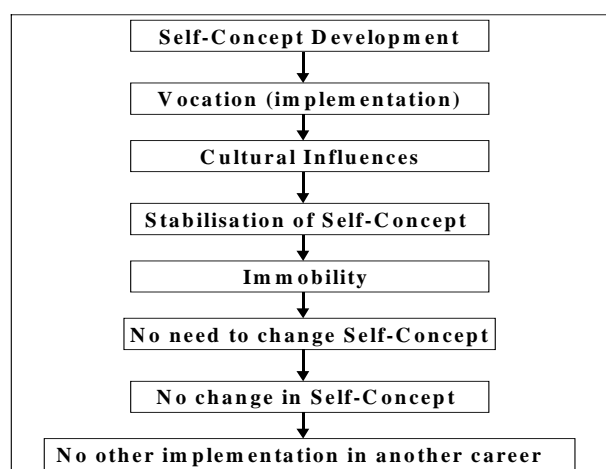 Self-Concept Development
Vocation (implementation)
Cultural Influences
Stabilisation of Self-Concept
Immobility
No need to change Self-Concept
No change in Self-Concept
No other implementation in another career